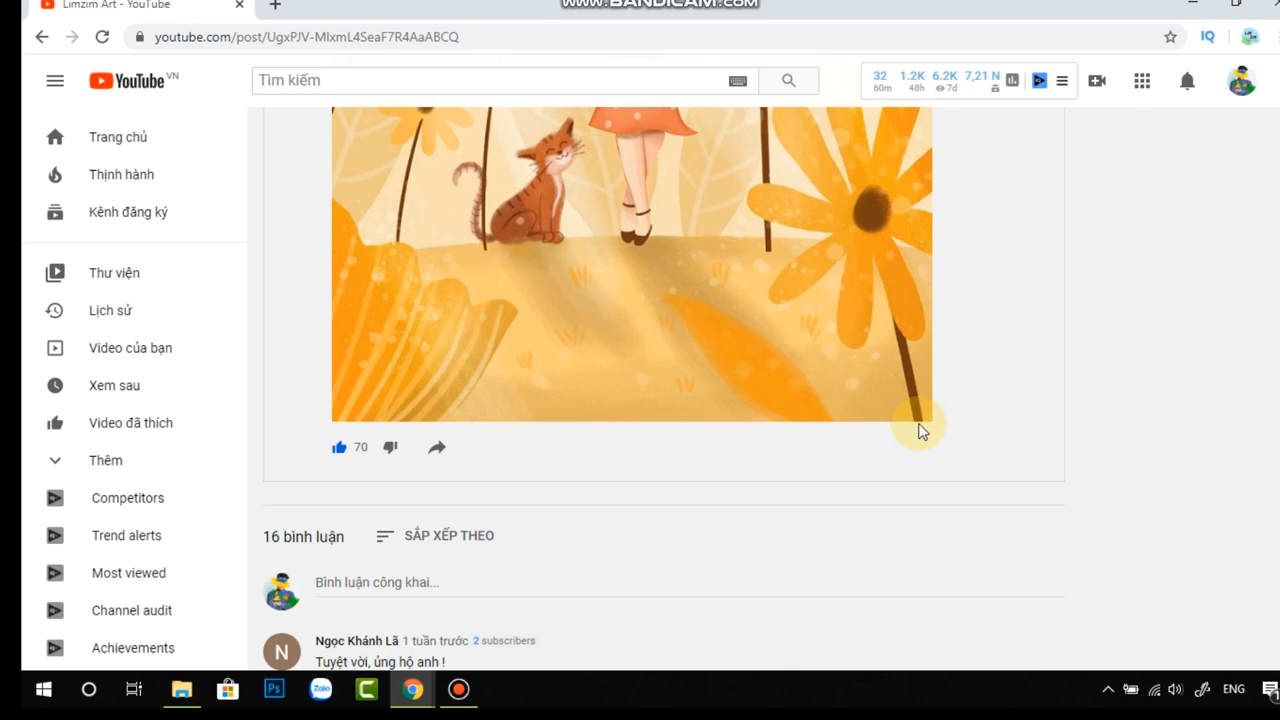 Limzim Art - YouTube
WWW.BANDICAM.COM
youtube.com/post/UgxPJV-MlxmL4SeaF7R4AaABCQ
IQ
YouTube VN
Tìm kiếm
32 1.2K 6.2K 7,21 N
60m 48h 7d
Trang chủ
Thịnh hành
Kênh đăng ký
Thư viện
Lịch sử
Video của bạn
Xem sau
Video đã thích
Thêm
Competitors
Trend alerts
Most viewed
Channel audit
Achievements
70
16 bình luận
SẮP XẾP THEO
Bình luận công khai...
N
Ngọc Khánh Lã 1 tuần trước 2 subscribers
Tuyệt vời, ủng hộ anh !
Ps
Zalo
C
ENG